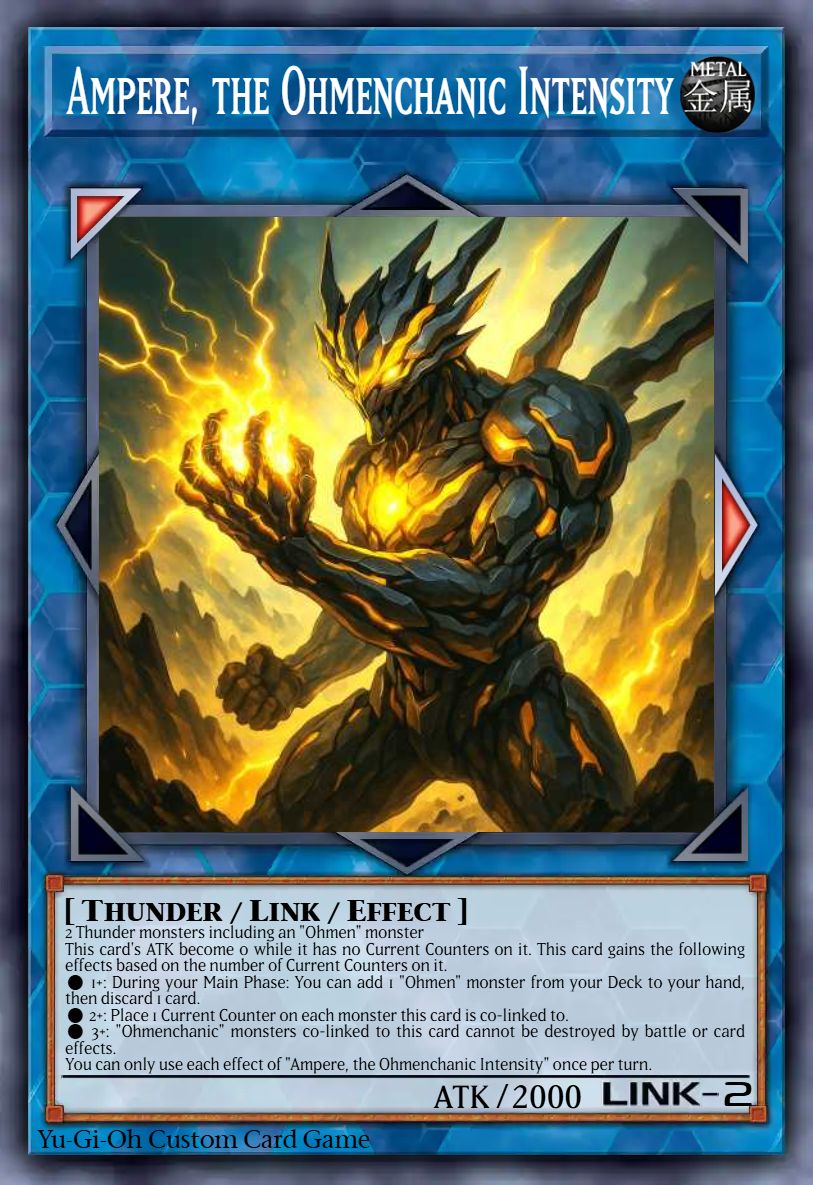 AMPERE, THE OHMENCHANIC INTENSITY
METAL
金属
[ THUNDER / LINK / EFFECT ]
2 Thunder monsters including an "Ohmen" monster
This card's ATK become 0 while it has no Current Counters on it. This card gains the following
effects based on the number of Current Counters on it.
● 1+: During your Main Phase: You can add 1 "Ohmen" monster from your Deck to your hand,
then discard 1 card.
● 2+: Place 1 Current Counter on each monster this card is co-linked to.
● 3+: "Ohmenchanic" monsters co-linked to this card cannot be destroyed by battle or card
effects.
You can only use each effect of "Ampere, the Ohmenchanic Intensity" once per turn.
ATK/2000 LINK-2
Yu-Gi-Oh Custom Card Game